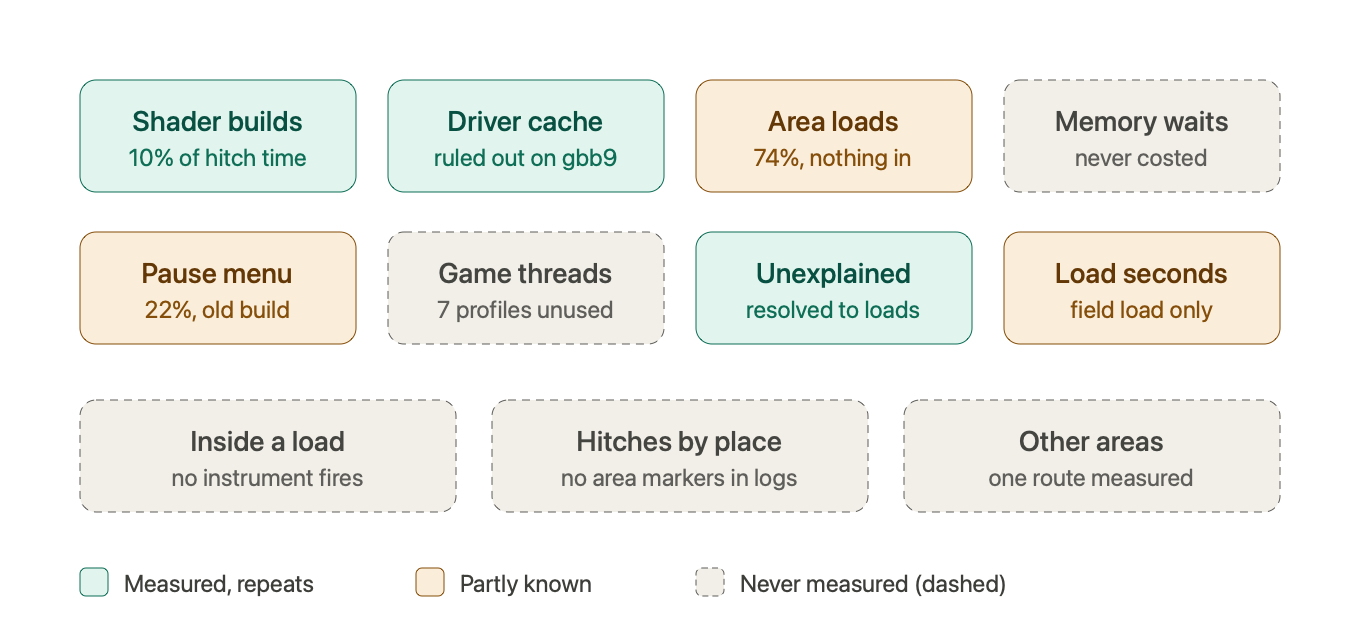 Shader builds
10% of hitch time
Driver cache
ruled out on gbb9
Area loads
74%, nothing in
Memory waits
never costed
Pause menu
22%, old build
Game threads
7 profiles unused
Unexplained
resolved to loads
Load seconds
field load only
Inside a load
no instrument fires
Hitches by place
no area markers in logs
Other areas
one route measured
Measured, repeats
Partly known
Never measured (dashed)